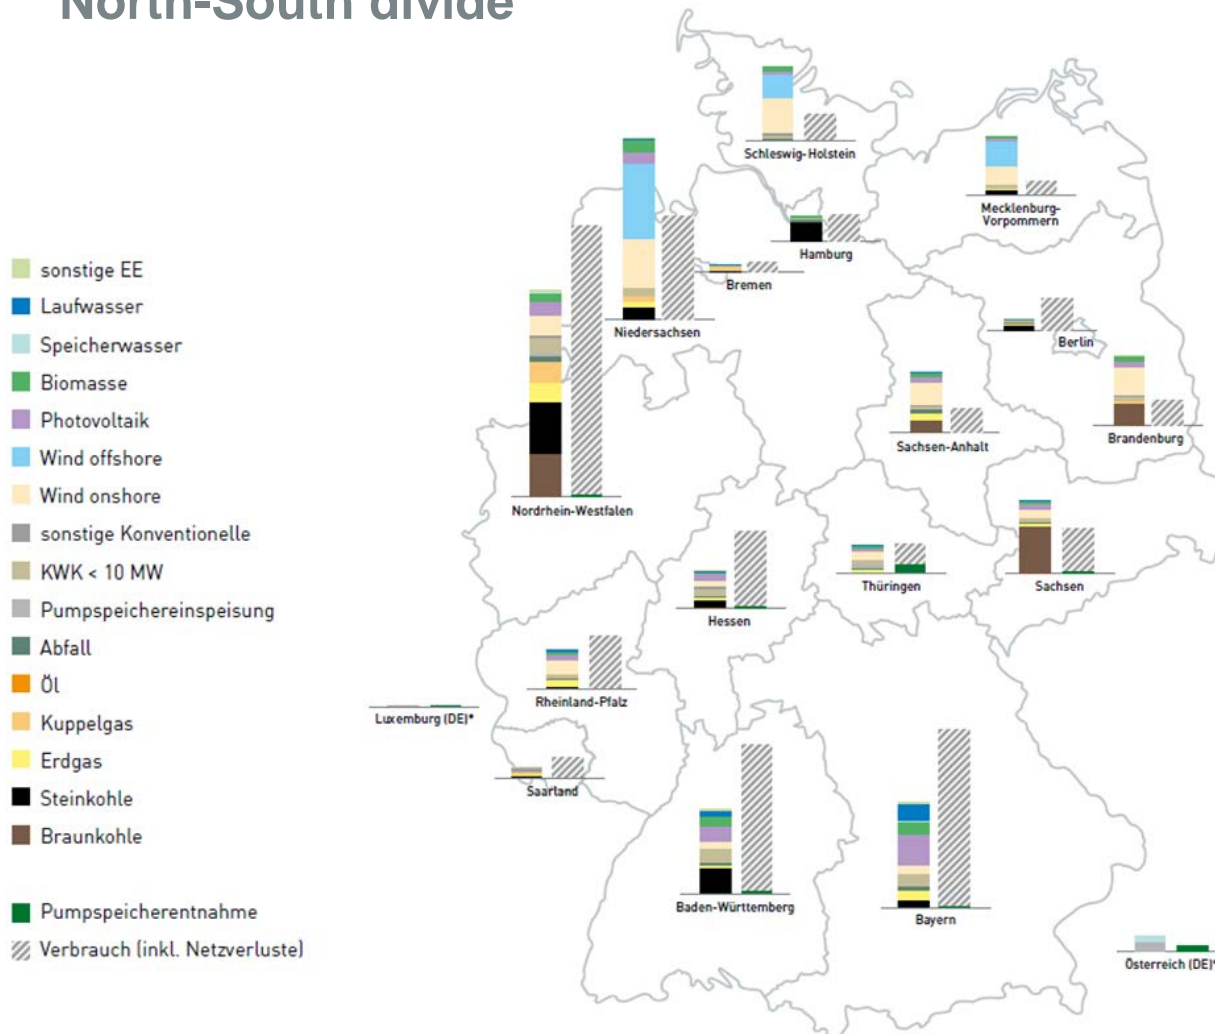 North-South divide
sonstige EE
Laufwasser
Speicherwasser
Biomasse
Photovoltaik
Wind offshore
Wind onshore
sonstige Konventionelle
KWK < 10 MW
Pumpspeichereinspeisung
Abfall
Öl
Kuppelgas
Erdgas
Steinkohle
Braunkohle
Pumpspeicherentnahme
Verbrauch (inkl. Netzverluste)
Schleswig-Holstein
Mecklenburg-
Vorpommern
Hamburg
Bremen
Niedersachsen
Berlin
Brandenburg
Sachsen-Anhalt
Nordrhein-Westfalen
Thüringen
Sachsen
Hessen
Rheinland-Pfalz
Luxemburg (DE)*
Saarland
Baden-Württemberg
Bayern
Österreich (DE)*